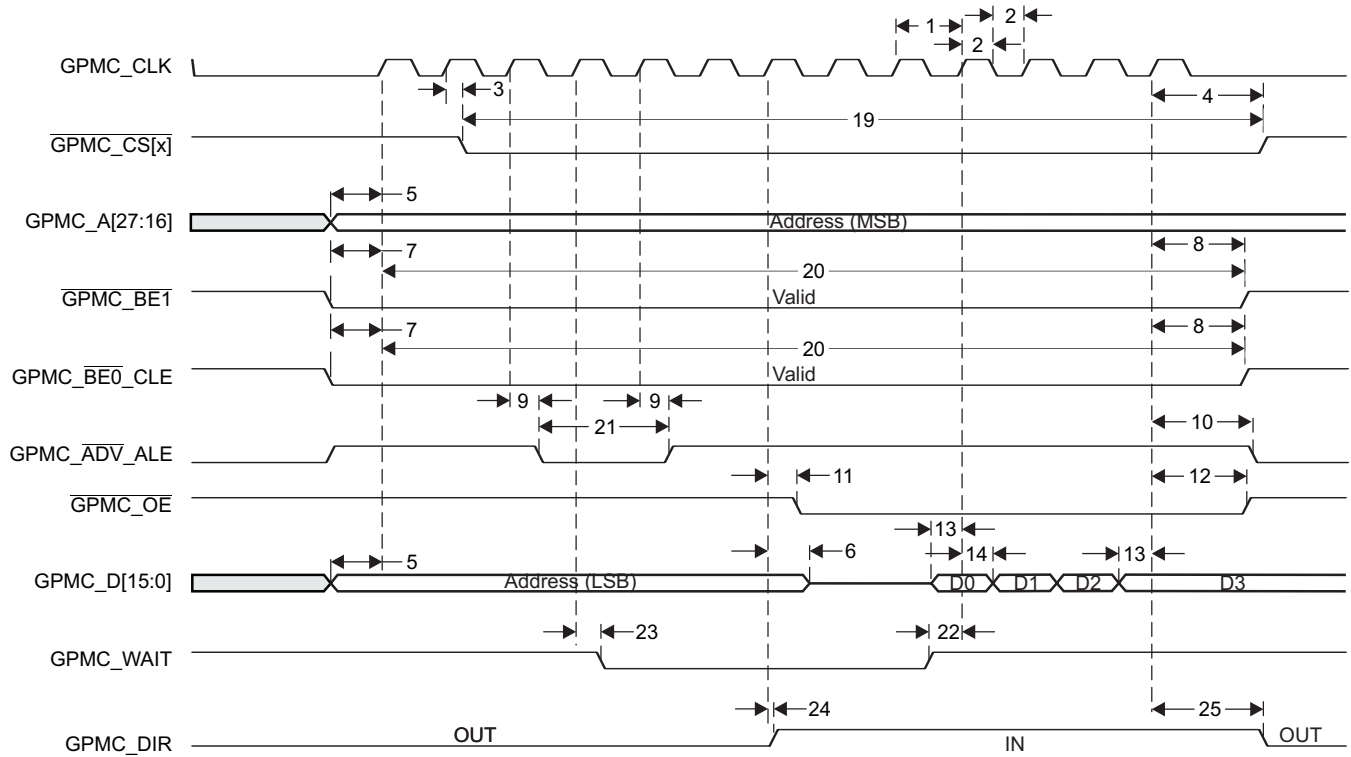 1
2
2
GPMC_CLK
3
4
19
GPMC_CS[x]
5
GPMC_A[27:16]
Address (MSB)
7
8
20
GPMC_BE1
Valid
7
8
20
GPMC_BE0_CLE
Valid
9
9
21
10
GPMC_ADV_ALE
11
12
GPMC_OE
13
5
6
14
13
GPMC_D[15:0]
Address (LSB)
D0
D1
D2
D3
23
22
GPMC_WAIT
24
25
GPMC_DIR
OUT
IN
OUT